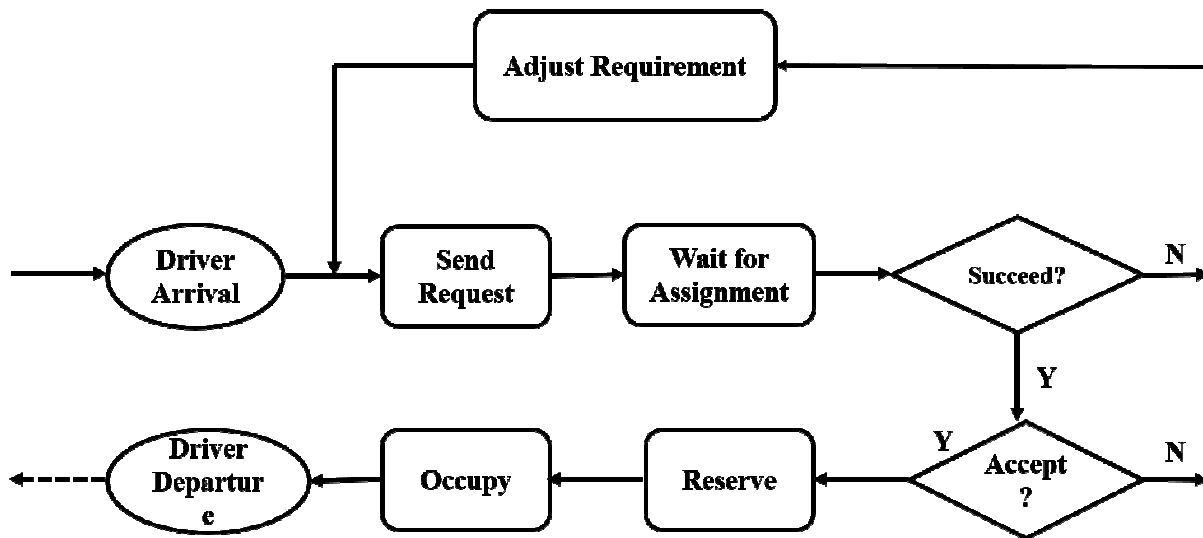 Adjust Requirement
Driver
Arrival
Send
Request
Wait for
Assignment
Succeed?
N
Y
Driver
Departur
e
Occupy
Reserve
Y
Accept
?
N